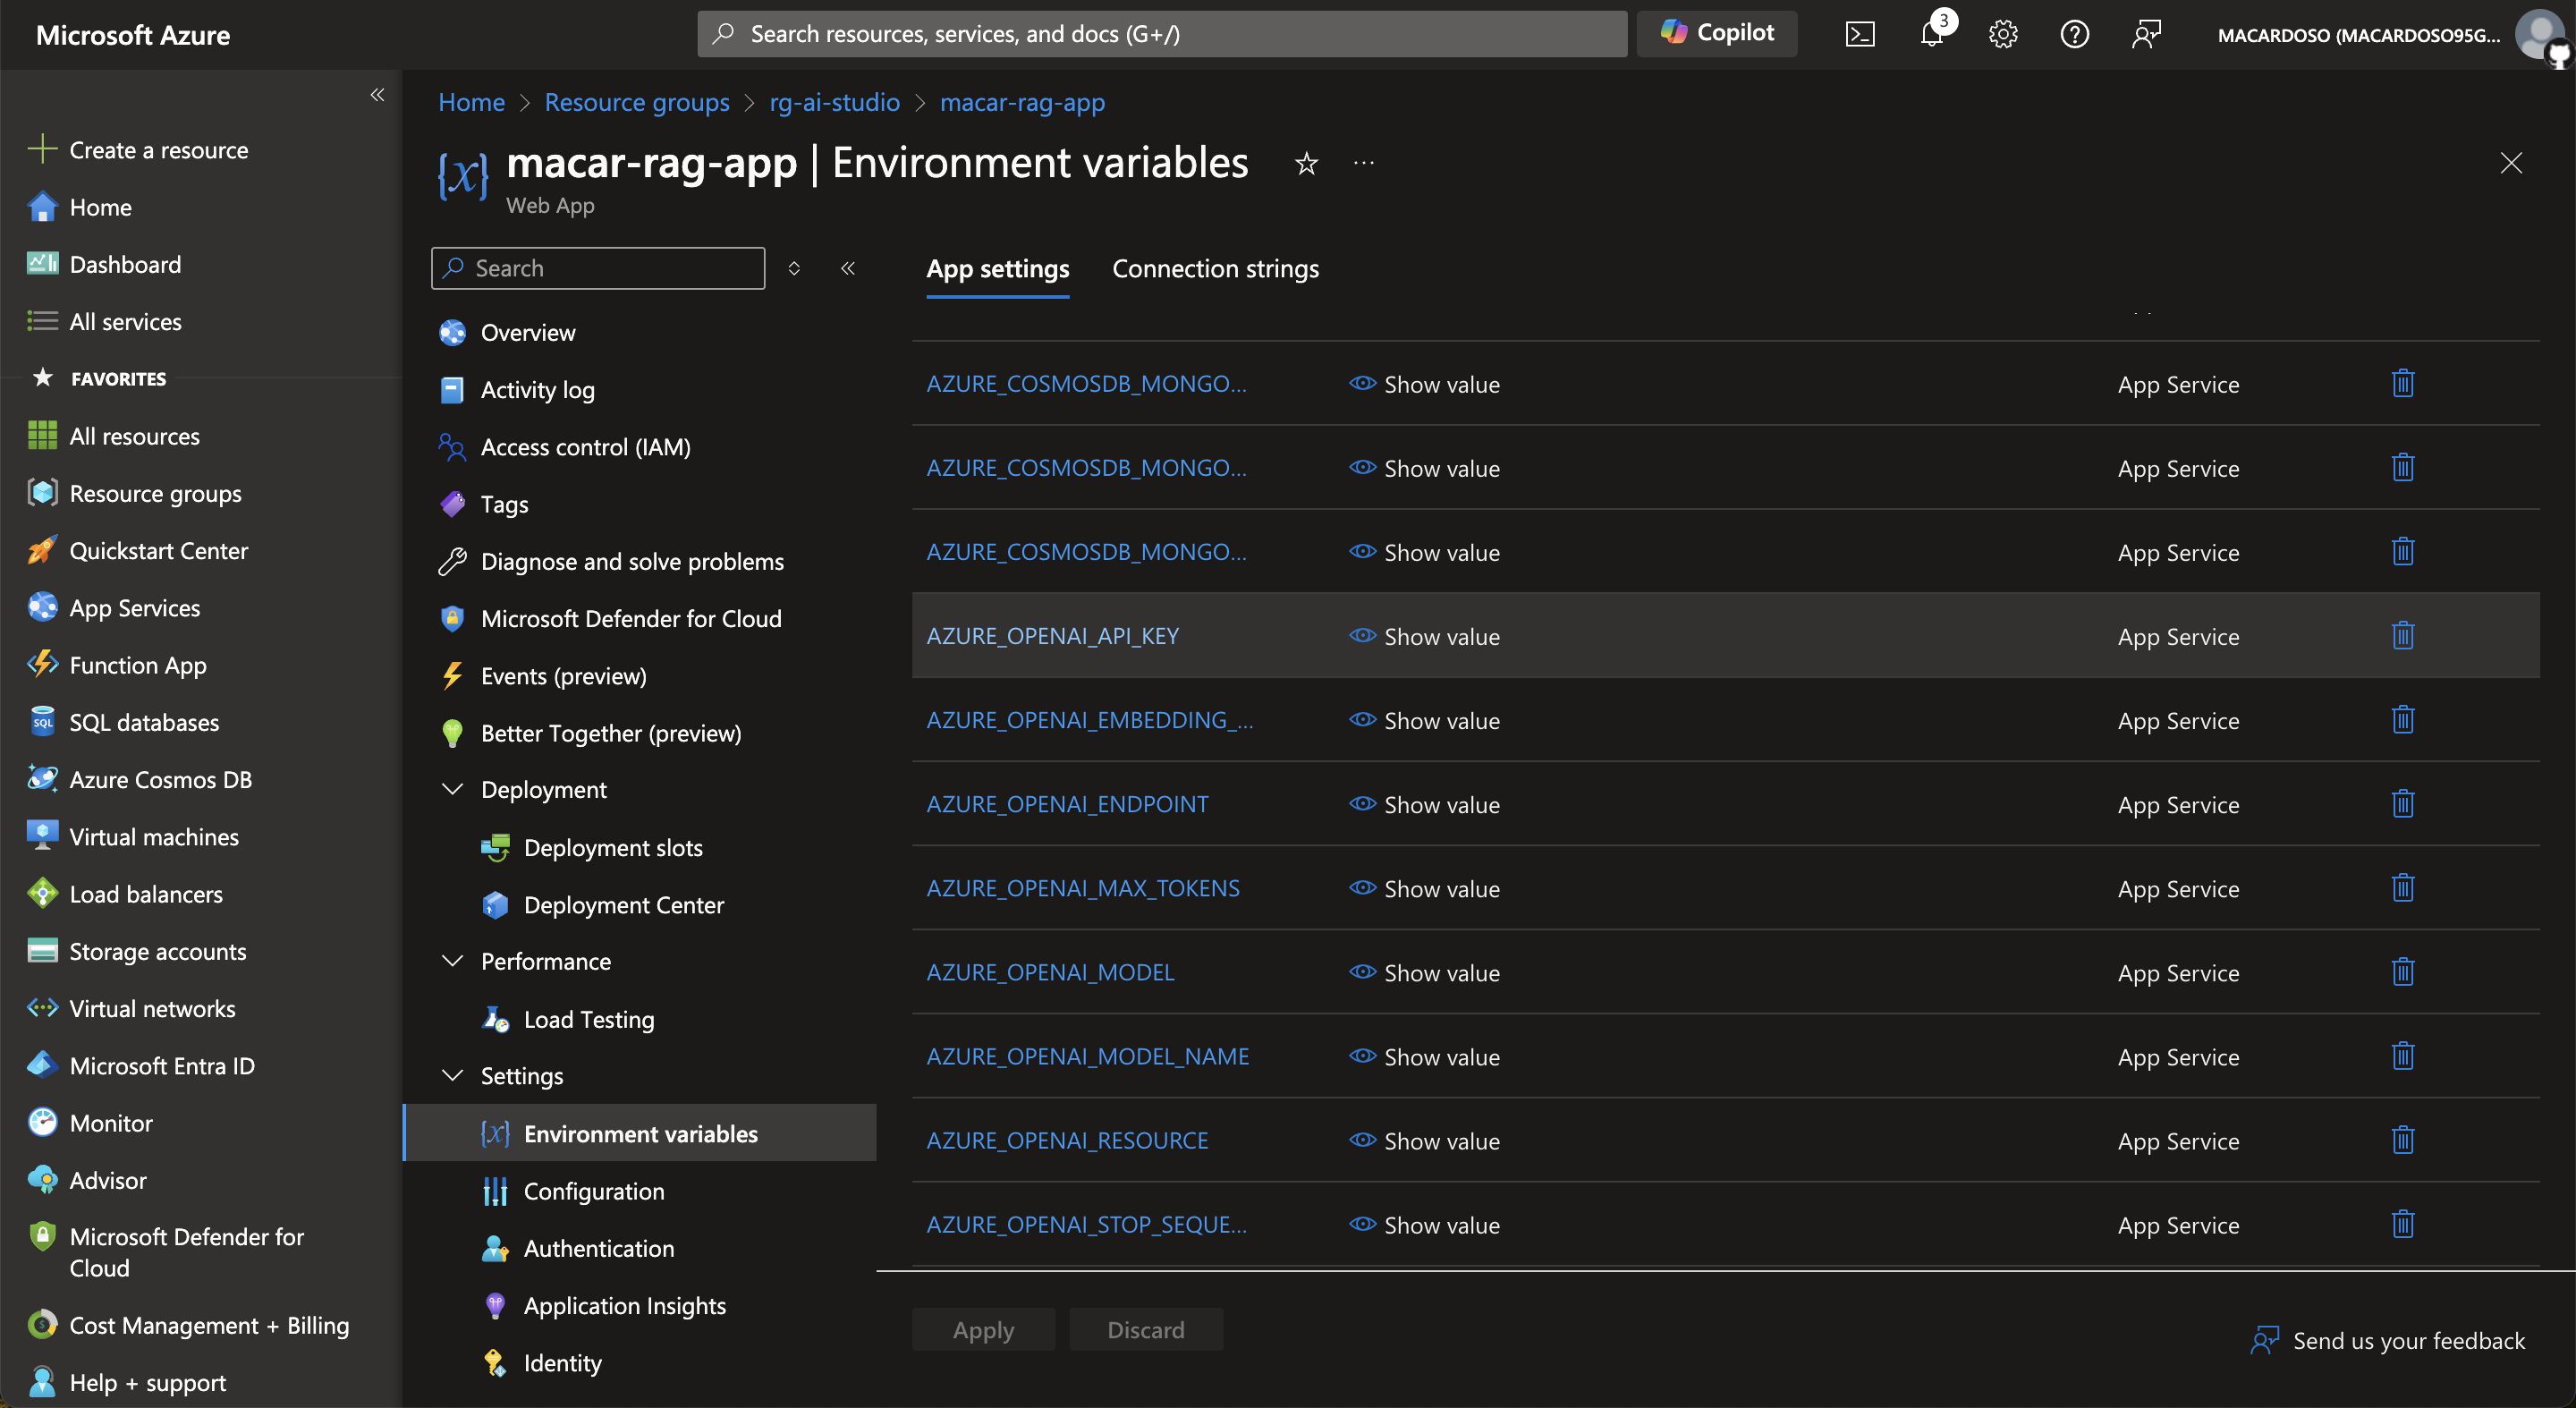 Microsoft Azure
Search resources, services, and docs (G+/)
Copilot
3
MACARDOSO (MACARDOSO95G...
Create a resource
Home
Dashboard
All services
FAVORITES
All resources
Resource groups
Quickstart Center
App Services
Function App
SQL
SQL databases
Azure Cosmos DB
Virtual machines
Load balancers
Storage accounts
Virtual networks
Microsoft Entra ID
Monitor
Advisor
Microsoft Defender for
Cloud
Cost Management + Billing
Help + support
Home > Resource groups > rg-ai-studio > macar-rag-app
macar-rag-app | Environment variables
Web App
Search
Overview
Activity log
Access control (IAM)
Tags
Diagnose and solve problems
Microsoft Defender for Cloud
Events (preview)
Better Together (preview)
Deployment
Deployment slots
Deployment Center
Performance
Load Testing
Settings
Environment variables
Configuration
Authentication
Application Insights
Identity
App settings Connection strings
AZURE_COSMOSDB_MONGO... Show value App Service
AZURE_COSMOSDB_MONGO... Show value App Service
AZURE_COSMOSDB_MONGO... Show value App Service
AZURE_OPENAI_API_KEY Show value App Service
AZURE_OPENAI_EMBEDDING_... Show value App Service
AZURE_OPENAI_ENDPOINT Show value App Service
AZURE_OPENAI_MAX_TOKENS Show value App Service
AZURE_OPENAI_MODEL Show value App Service
AZURE_OPENAI_MODEL_NAME Show value App Service
AZURE_OPENAI_RESOURCE Show value App Service
AZURE_OPENAI_STOP_SEQUE... Show value App Service
Apply Discard
Send us your feedback